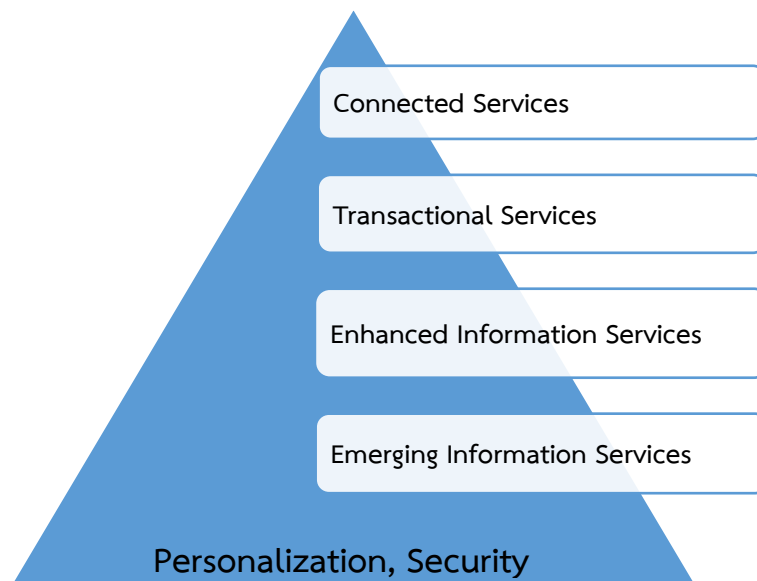 Connected Services
Transactional Services
Enhanced Information Services
Emerging Information Services
Personalization, Security